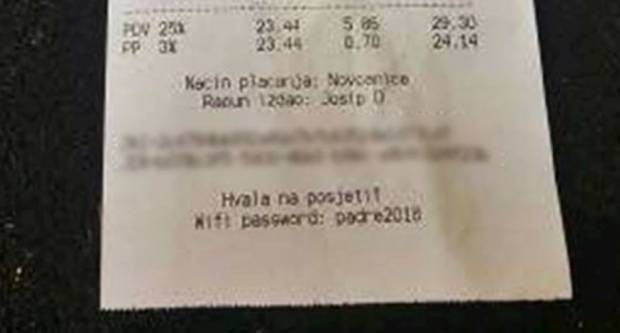 PDV 25% 23.44 5.86 29.30
PP 3% 23.44 0.70 24.14
Nacin placanja: Novcanice
Racun izdao: Josip D
Hvala na posjeti!
Wifi password: padre2018